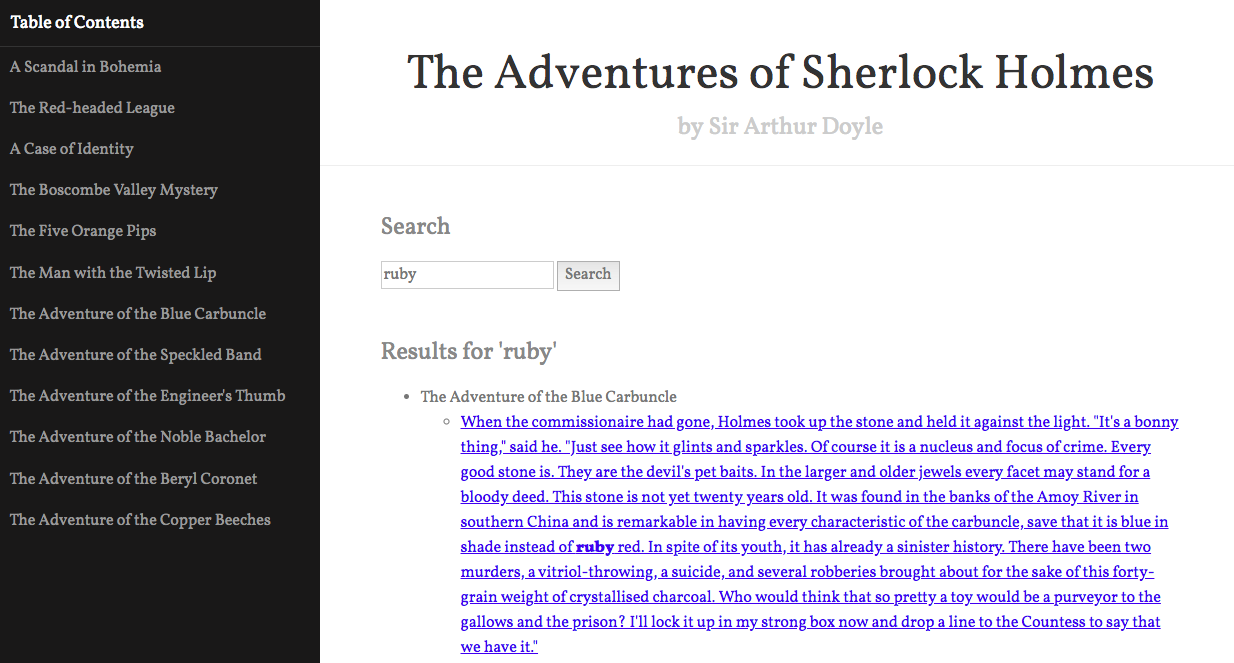 Table of Contents
A Scandal in Bohemia
The Red-headed League
A Case of Identity
The Boscombe Valley Mystery
The Five Orange Pips
The Man with the Twisted Lip
The Adventure of the Blue Carbuncle
The Adventure of the Speckled Band
The Adventure of the Engineer's Thumb
The Adventure of the Noble Bachelor
The Adventure of the Beryl Coronet
The Adventure of the Copper Beeches
The Adventures of Sherlock Holmes
by Sir Arthur Doyle
Search
ruby Search
Results for 'ruby'
The Adventure of the Blue Carbuncle
When the commissionaire had gone, Holmes took up the stone and held it against the light. "It's a bonny
thing," said he. "Just see how it glints and sparkles. Of course it is a nucleus and focus of crime. Every
good stone is. They are the devil's pet baits. In the larger and older jewels every facet may stand for a
bloody deed. This stone is not yet twenty years old. It was found in the banks of the Amoy River in
southern China and is remarkable in having every characteristic of the carbuncle, save that it is blue in
shade instead of ruby red. In spite of its youth, it has already a sinister history. There have been two
murders, a vitriol-throwing, a suicide, and several robberies brought about for the sake of this forty-
grain weight of crystallised charcoal. Who would think that so pretty a toy would be a purveyor to the
gallows and the prison? I'll lock it up in my strong box now and drop a line to the Countess to say that
we have it."